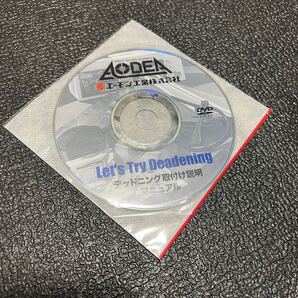 AODEA
エーモン工業株式会社
DVD
Let's Try Deadening
デッドニング取付け説明
マニュアル